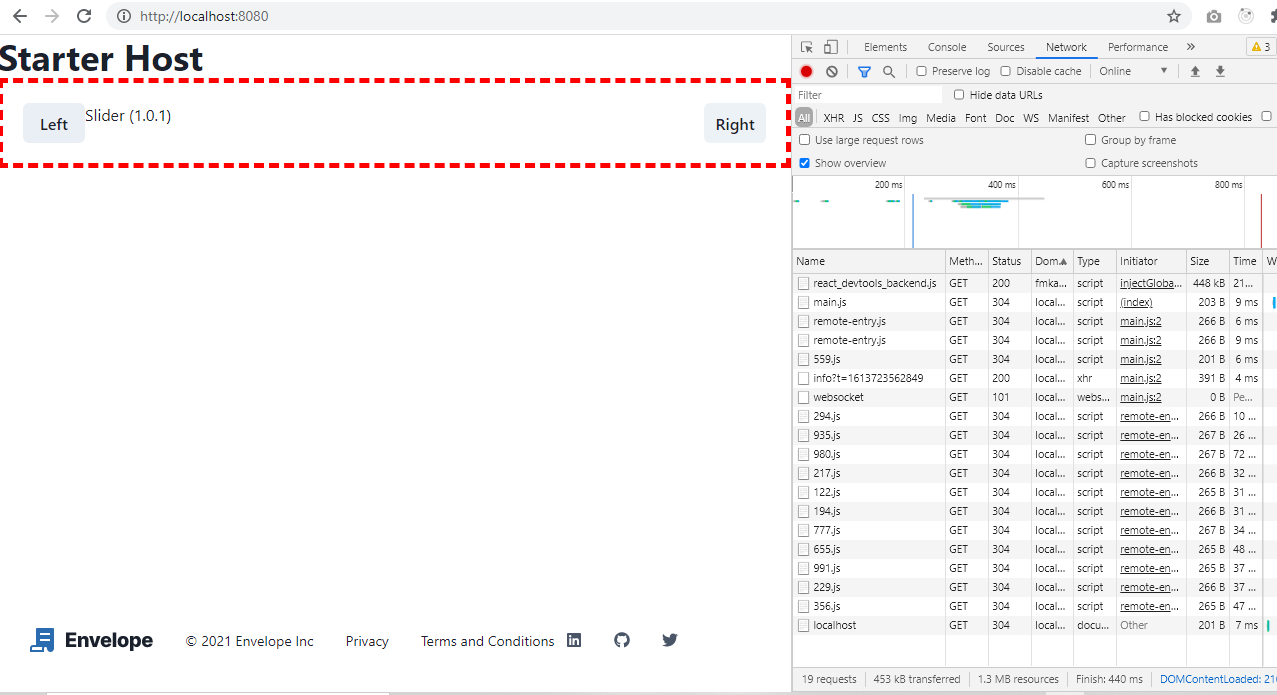 http://localhost:8080
Starter Host
Left
Slider (1.0.1)
Right
© 2021 Envelope Inc
Envelope
Privacy
Terms and Conditions
Elements Console Sources Network Performance » 3
Preserve log Disable cache Online
Filter Hide data URLs
All XHR JS CSS Img Media Font Doc WS Manifest Other Has blocked cookies
Use large request rows Group by frame
Show overview Capture screenshots
200 ms 400 ms 600 ms 800 ms
Name Meth... Status Dom... Type Initiator Size Time W
react_devtools_backend.js GET 200 fmka... script injectGloba... 448 kB 21...
main.js GET 304 local... script (index) 203 B 9 ms
remote-entry.js GET 304 local... script main.js:2 266 B 6 ms
remote-entry.js GET 304 local... script main.js:2 266 B 9 ms
559.js GET 304 local... script main.js:2 201 B 6 ms
info?t=1613723562849 GET 200 local... xhr main.js:2 391 B 4 ms
websocket GET 101 local... webs... main.js:2 0 B Pe...
294.js GET 304 local... script remote-en... 266 B 10 ...
935.js GET 304 local... script remote-en... 267 B 26 ...
980.js GET 304 local... script remote-en... 267 B 72 ...
217.js GET 304 local... script remote-en... 266 B 32 ...
122.js GET 304 local... script remote-en... 265 B 31 ...
194.js GET 304 local... script remote-en... 266 B 31 ...
777.js GET 304 local... script remote-en... 267 B 34 ...
655.js GET 304 local... script remote-en... 265 B 48 ...
991.js GET 304 local... script remote-en... 265 B 37 ...
229.js GET 304 local... script remote-en... 266 B 37 ...
356.js GET 304 local... script remote-en... 265 B 47 ...
localhost GET 304 local... docu... Other 201 B 7 ms
19 requests 453 kB transferred 1.3 MB resources Finish: 440 ms DOMContentLoaded: 21